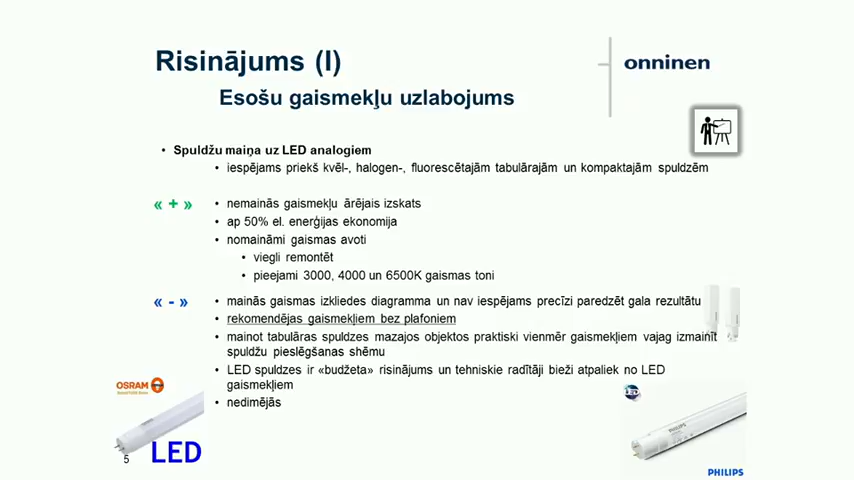 Risinājums (I)
onninen
Esošu gaismekļu uzlabojums
• Spuldžu maiņa uz LED analogiem
• iespējams priekš kvēl-, halogen-, fluorescētajām tabulārajām un kompaktajām spuldzēm
« + »
• nemainās gaismekļu ārējais izskats
• ap 50% el. enerģijas ekonomija
• nomaināmi gaismas avoti
• viegli remontēt
• pieejami 3000, 4000 un 6500K gaismas toni
« - »
• mainās gaismas izkliedes diagramma un nav iespējams precīzi paredzēt gala rezultātu
• rekomendējas gaismekļiem bez plafoniem
• mainot tabulāras spuldzes mazajos objektos praktiski vienmēr gaismekļiem vajag izmainīt
spuldžu pieslēgšanas shēmu
• LED spuldzes ir «budžeta» risinājums un tehniskie radītāji bieži atpaliek no LED
gaismekļiem
• nedimējās
OSRAM
LED
5
PHILIPS
PHILIPS